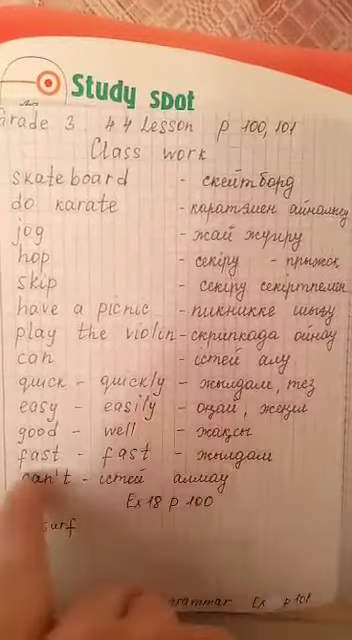 Study spot
Grade 3 44 Lesson p 100, 101
Class work
skateboard - скейтборд
do karate - каратэмен айналысу
jog - жай жүгіру
hop - секіру - прыжок
skip - секіру секіртпемен
have a picnic - пикникке шығу
play the violin - скрипкада ойнау
can - істей алу
quick - quickly - жылдам, тез
easy - easily - оңай, жеңіл
good - well - жақсы
fast - fast - жылдам
can't - істей алмау
Ex 18 p 100
surf
grammar Ex p 101